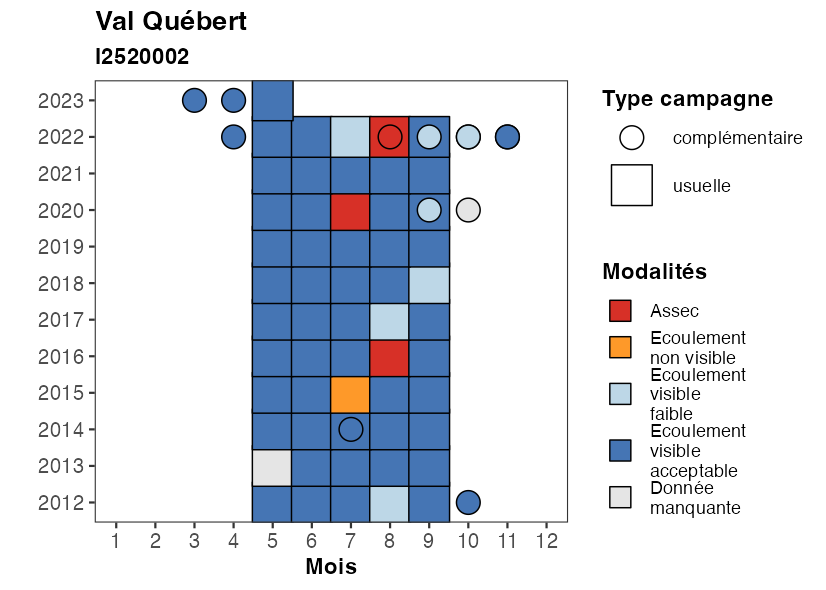 Val Québert
I2520002
2023
2022
2021
2020
2019
2018
2017
2016
2015
2014
2013
2012
1 2 3 4 5 6 7 8 9 10 11 12
Mois
Type campagne
complémentaire
usuelle
Modalités
Assec
Ecoulement
non visible
Ecoulement
visible
faible
Ecoulement
visible
acceptable
Donnée
manquante